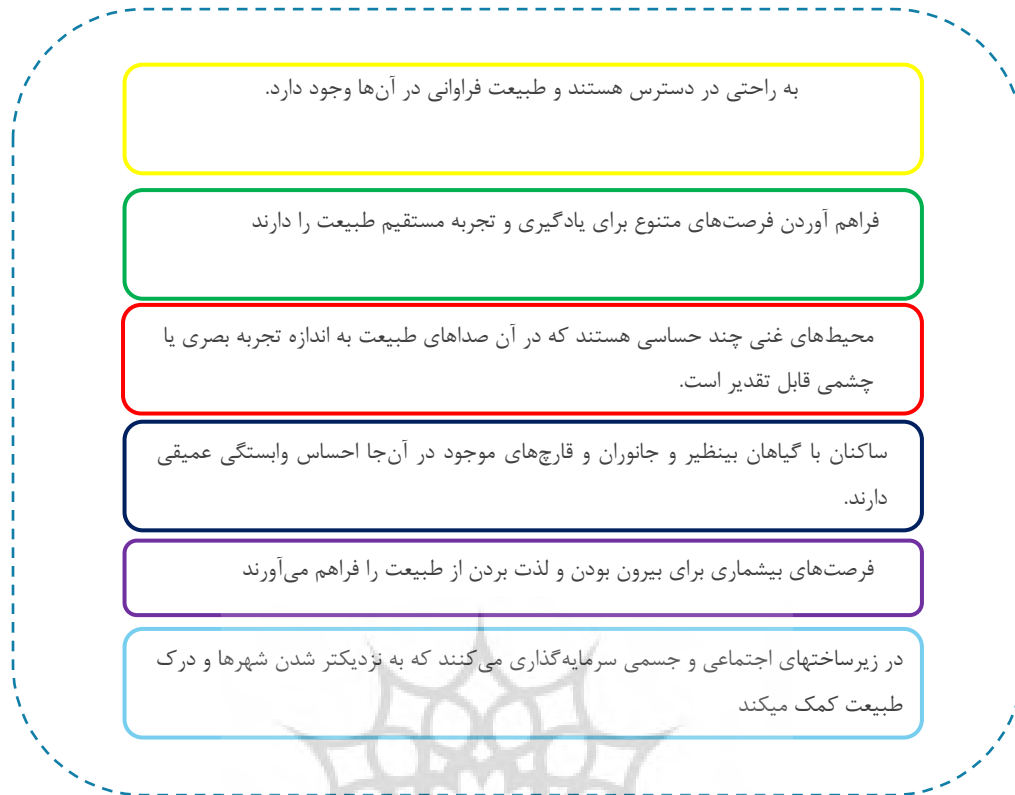 به راحتی در دسترس هستند و طبیعت فراوانی در آن‌ها وجود دارد.
فراهم آوردن فرصت‌های متنوع برای یادگیری و تجربه مستقیم طبیعت را دارند
محیط‌های غنی چند حساسی هستند که در آن صداهای طبیعت به اندازه تجربه بصری یا
چشمی قابل تقدیر است.
ساکنان با گیاهان بینظیر و جانوران و قارچ‌های موجود در آن‌جا احساس وابستگی عمیقی
دارند.
فرصت‌های بیشماری برای بیرون بودن و لذت بردن از طبیعت را فراهم می‌آورند
در زیرساختهای اجتماعی و جسمی سرمایه‌گذاری می‌کنند که به نزدیکتر شدن شهرها و درک
طبیعت کمک میکند